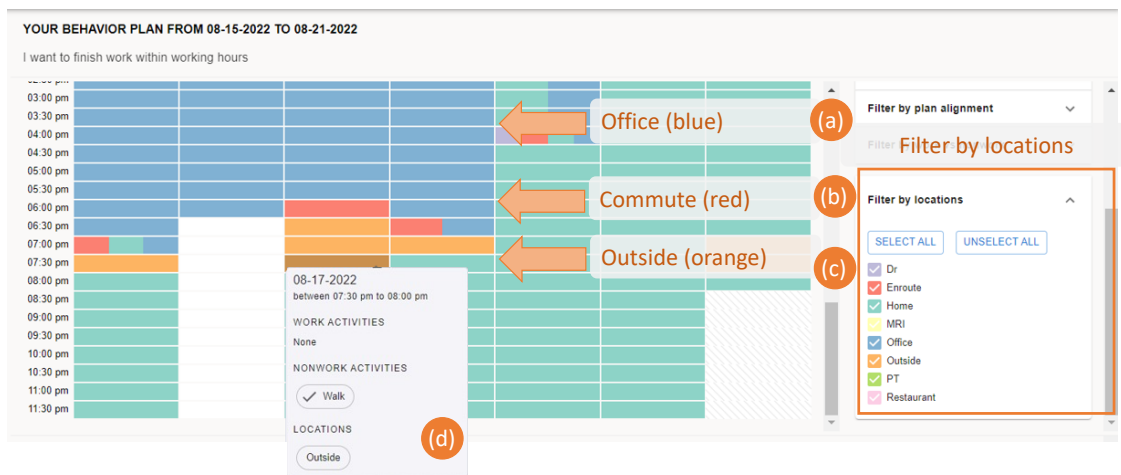 YOUR BEHAVIOR PLAN FROM 08-15-2022 TO 08-21-2022
I want to finish work within working hours
03:00 pm
03:30 pm
04:00 pm
04:30 pm
05:00 pm
05:30 pm
06:00 pm
06:30 pm
07:00 pm
07:30 pm
08:00 pm
08:30 pm
09:00 pm
09:30 pm
10:00 pm
10:30 pm
11:00 pm
11:30 pm
Office (blue)
(a)
Commute (red)
(b)
Outside (orange)
(c)
08-17-2022
between 07:30 pm to 08:00 pm
WORK ACTIVITIES
None
NONWORK ACTIVITIES
Walk
LOCATIONS
Outside
(d)
Filter by plan alignment
Filter by locations
Filter by locations
SELECT ALL UNSELECT ALL
Dr
Enroute
Home
MRI
Office
Outside
PT
Restaurant